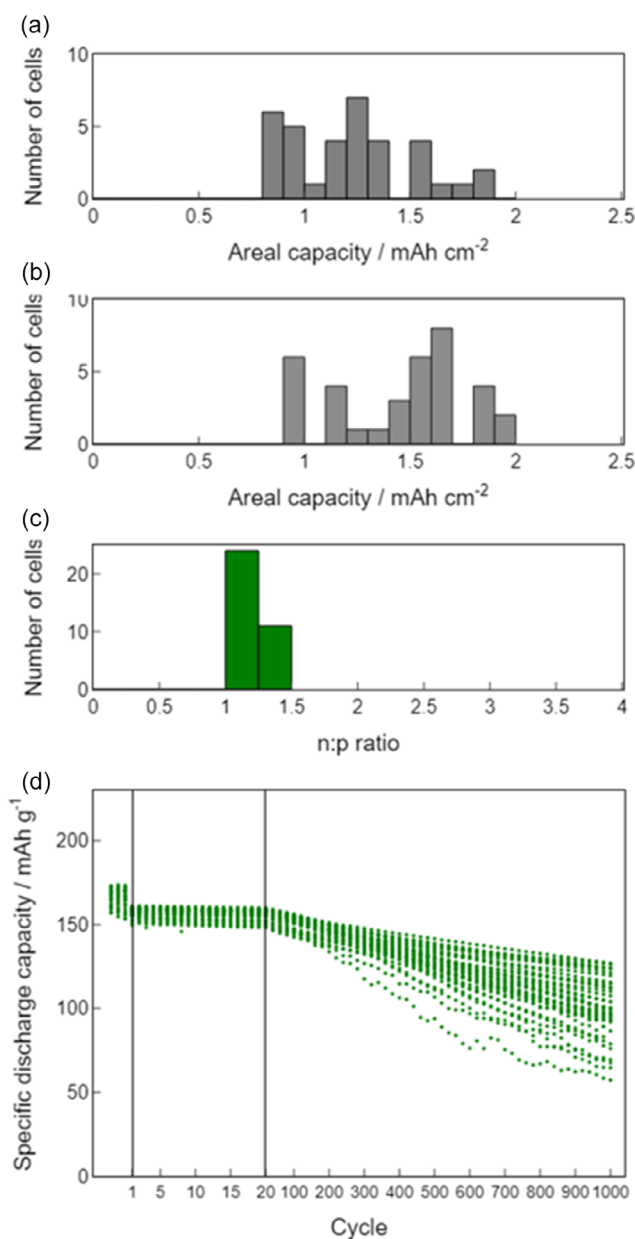 (a)
Number of cells
10
5
0
0 0.5 1 1.5 2 2.5
Areal capacity / mAh cm-2
(b)
Number of cells
10
5
0
0 0.5 1 1.5 2 2.5
Areal capacity / mAh cm-2
(c)
Number of cells
20
10
0
0 0.5 1 1.5 2 2.5 3 3.5 4
n:p ratio
(d)
Specific discharge capacity / mAh g-1
200
150
100
50
0
1 5 10 15 20 100 200 300 400 500 600 700 800 900 1000
Cycle